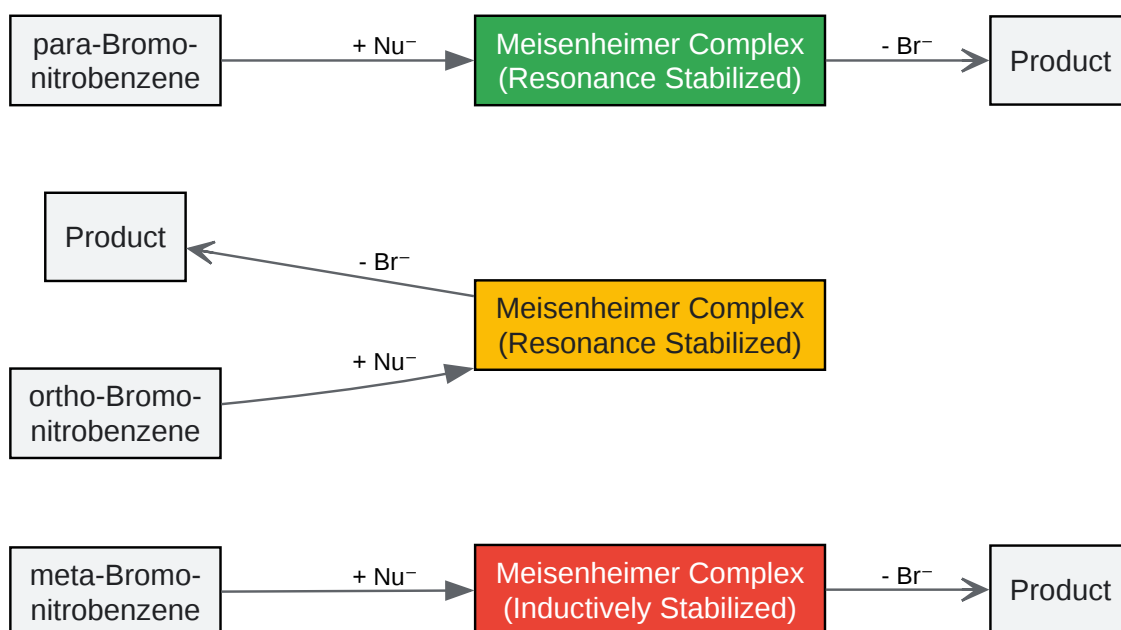 para-Bromo-
nitrobenzene
+ Nu⁻
Meisenheimer Complex
(Resonance Stabilized)
- Br⁻
Product
Product
- Br⁻
Meisenheimer Complex
(Resonance Stabilized)
+ Nu⁻
ortho-Bromo-
nitrobenzene
meta-Bromo-
nitrobenzene
+ Nu⁻
Meisenheimer Complex
(Inductively Stabilized)
- Br⁻
Product